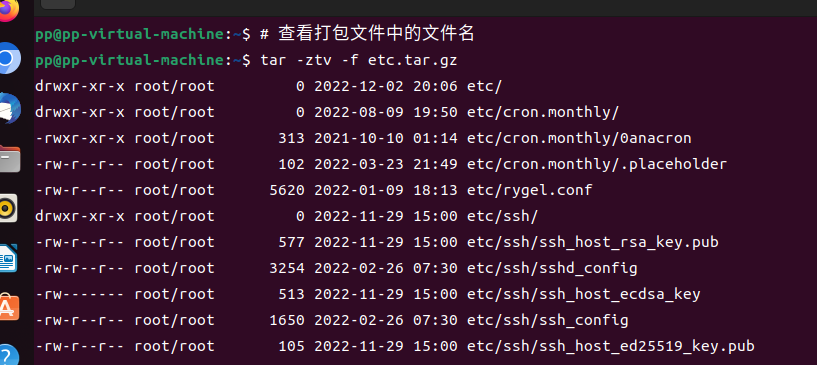 pp@pp-virtual-machine:~$ # 查看打包文件中的文件名
pp@pp-virtual-machine:~$ tar -ztv -f etc.tar.gz
drwxr-xr-x root/root         0 2022-12-02 20:06 etc/
drwxr-xr-x root/root         0 2022-08-09 19:50 etc/cron.monthly/
-rwxr-xr-x root/root       313 2021-10-10 01:14 etc/cron.monthly/0anacron
-rw-r--r-- root/root       102 2022-03-23 21:49 etc/cron.monthly/.placeholder
-rw-r--r-- root/root      5620 2022-01-09 18:13 etc/rygel.conf
drwxr-xr-x root/root         0 2022-11-29 15:00 etc/ssh/
-rw-r--r-- root/root       577 2022-11-29 15:00 etc/ssh/ssh_host_rsa_key.pub
-rw-r--r-- root/root      3254 2022-02-26 07:30 etc/ssh/sshd_config
-rw------- root/root       513 2022-11-29 15:00 etc/ssh/ssh_host_ecdsa_key
-rw-r--r-- root/root      1650 2022-02-26 07:30 etc/ssh/ssh_config
-rw-r--r-- root/root       105 2022-11-29 15:00 etc/ssh/ssh_host_ed25519_key.pub